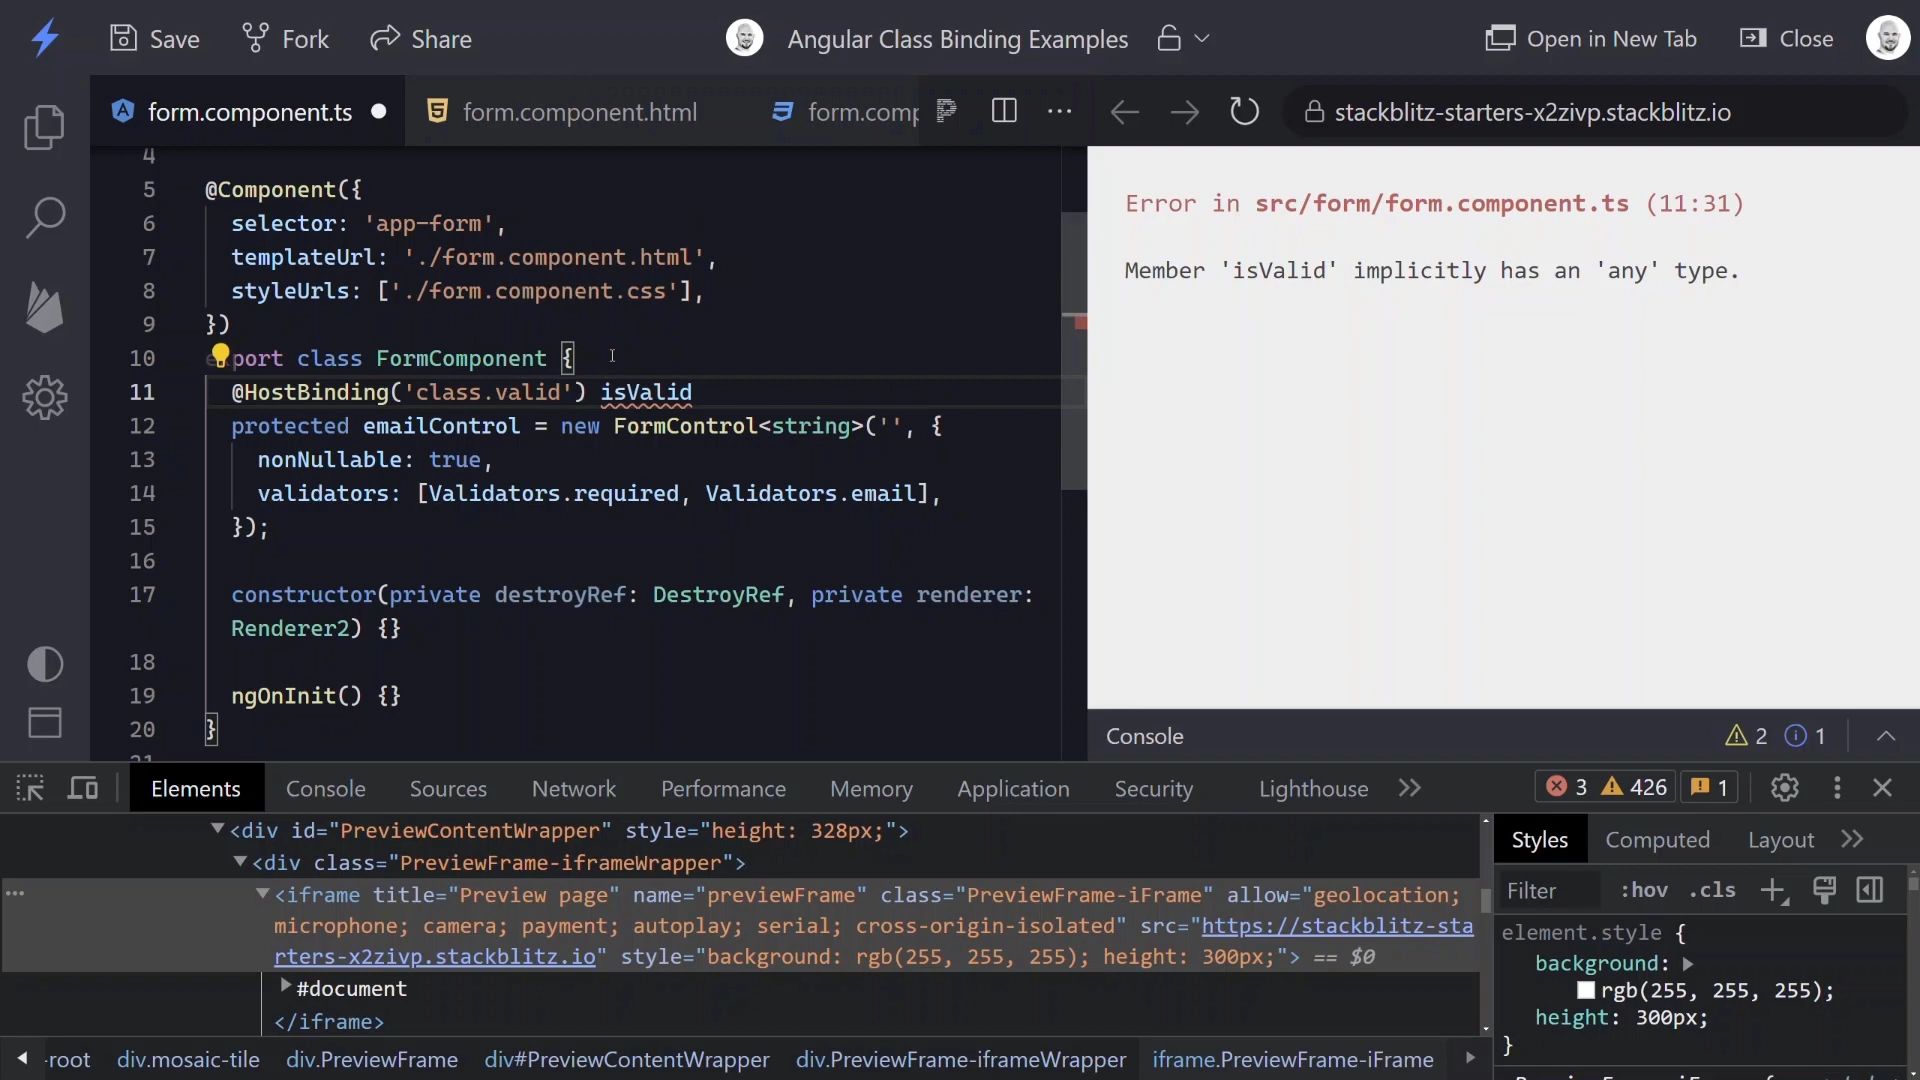 Save
Fork
Share
Angular Class Binding Examples
Open in New Tab
Close
form.component.ts
form.component.html
form.comp
stackblitz-starters-x2zivp.stackblitz.io
4
5 @Component({
6 selector: 'app-form',
7 templateUrl: './form.component.html',
8 styleUrls: ['./form.component.css'],
9 })
10 export class FormComponent {
11 @HostBinding('class.valid') isValid
12 protected emailControl = new FormControl<string>('', {
13 nonNullable: true,
14 validators: [Validators.required, Validators.email],
15 });
16
17 constructor(private destroyRef: DestroyRef, private renderer:
Renderer2) {}
18
19 ngOnInit() {}
20 }
21
Error in src/form/form.component.ts (11:31)
Member 'isValid' implicitly has an 'any' type.
Console
2
1
Elements
Console
Sources
Network
Performance
Memory
Application
Security
Lighthouse
3
426
1
<div id="PreviewContentWrapper" style="height: 328px;">
<div class="PreviewFrame-iframeWrapper">
<iframe title="Preview page" name="previewFrame" class="PreviewFrame-iFrame" allow="geolocation;
microphone; camera; payment; autoplay; serial; cross-origin-isolated" src="https://stackblitz-sta
rters-x2zivp.stackblitz.io" style="background: rgb(255, 255, 255); height: 300px;"> == $0
#document
</iframe>
-root
div.mosaic-tile
div.PreviewFrame
div#PreviewContentWrapper
div.PreviewFrame-iframeWrapper
iframe.PreviewFrame-iFrame
Styles
Computed
Layout
Filter
:hov
.cls
element.style {
background:
rgb(255, 255, 255);
height: 300px;
}